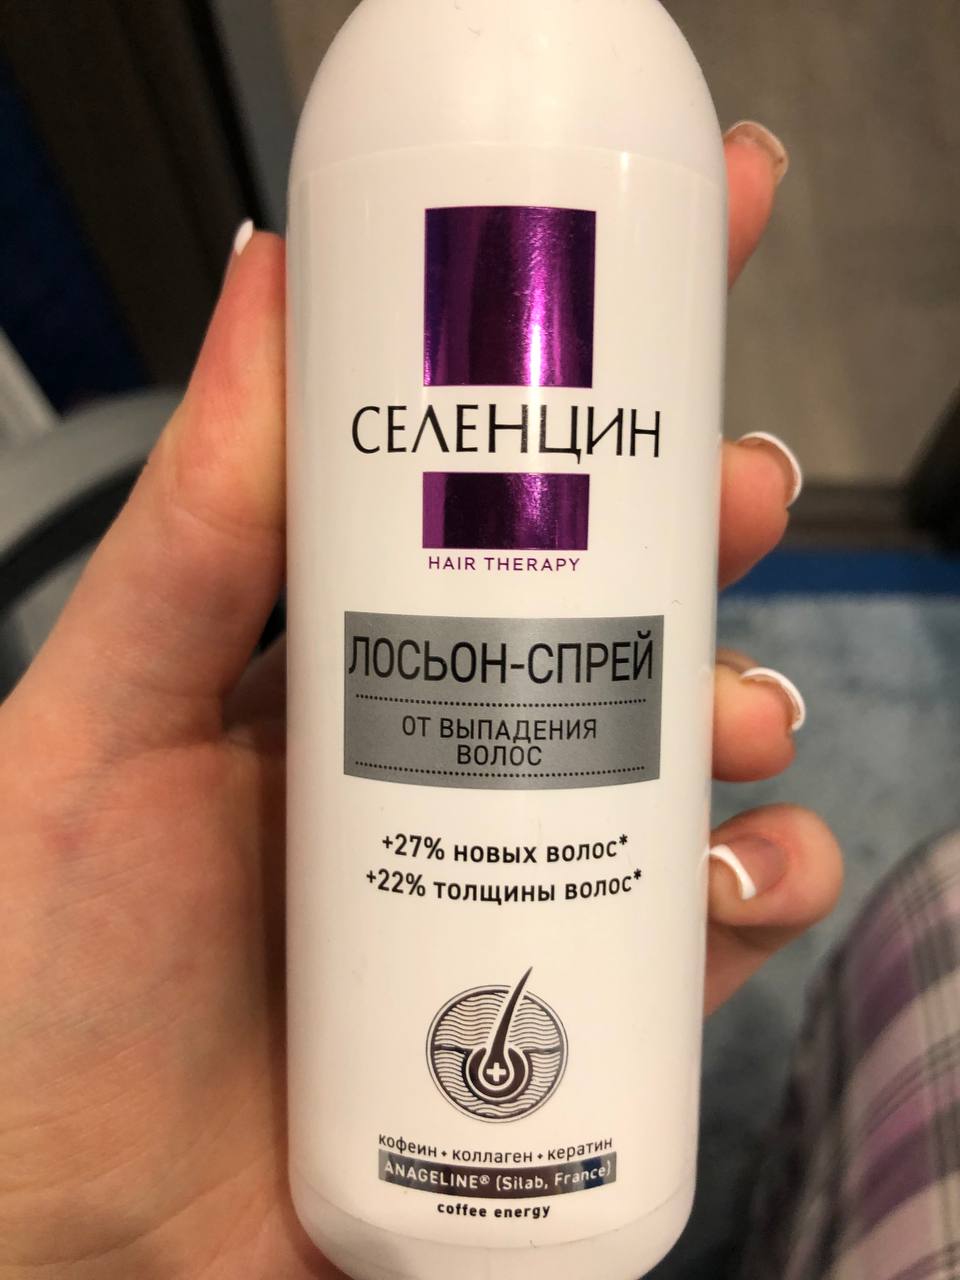 СЕЛЕНЦИН
HAIR THERAPY
ЛОСЬОН-СПРЕЙ
ОТ ВЫПАДЕНИЯ
ВОЛОС
+27% новых волос*
+22% толщины волос*
кофеин + коллаген + кератин
ANAGELINE® (Silab, France)
coffee energy